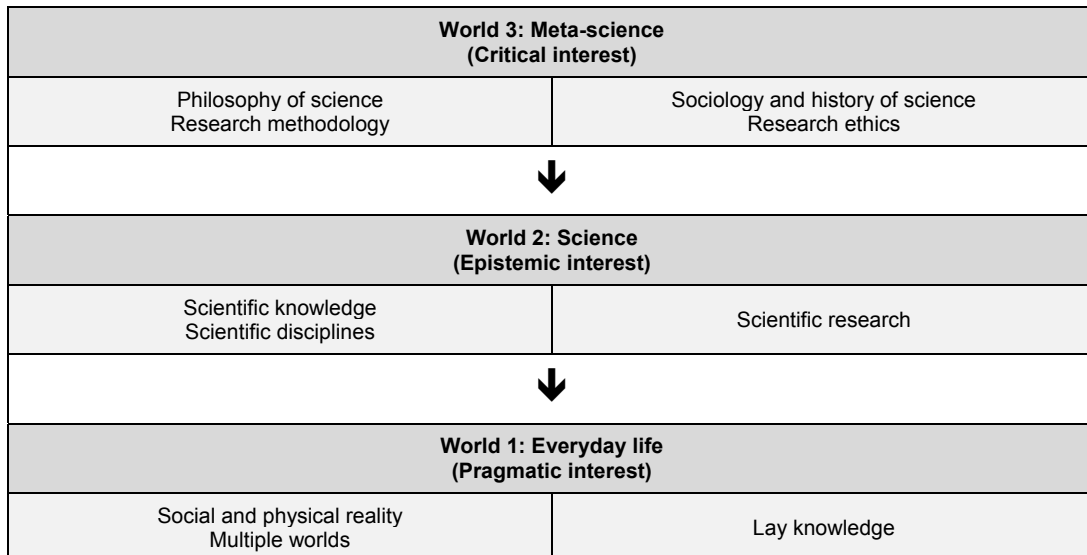 World 3: Meta-science
(Critical interest)
Philosophy of science
Research methodology
Sociology and history of science
Research ethics
World 2: Science
(Epistemic interest)
Scientific knowledge
Scientific disciplines
Scientific research
World 1: Everyday life
(Pragmatic interest)
Social and physical reality
Multiple worlds
Lay knowledge